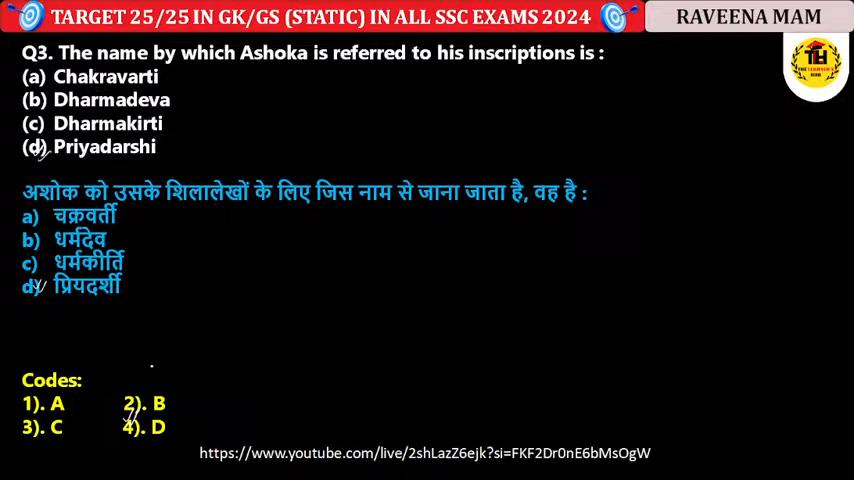 TARGET 25/25 IN GK/GS (STATIC) IN ALL SSC EXAMS 2024
RAVEENA MAM
Q3. The name by which Ashoka is referred to his inscriptions is :
(a) Chakravarti
(b) Dharmadeva
(c) Dharmakirti
(d) Priyadarshi
अशोक को उसके शिलालेखों के लिए जिस नाम से जाना जाता है, वह है :
a) चक्रवर्ती
b) धर्मदेव
c) धर्मकीर्ति
d) प्रियदर्शी
Codes:
1). A 2). B
3). C 4). D
https://www.youtube.com/live/2shLazZ6ejk?si=FKF2Dr0nE6bMsOgW